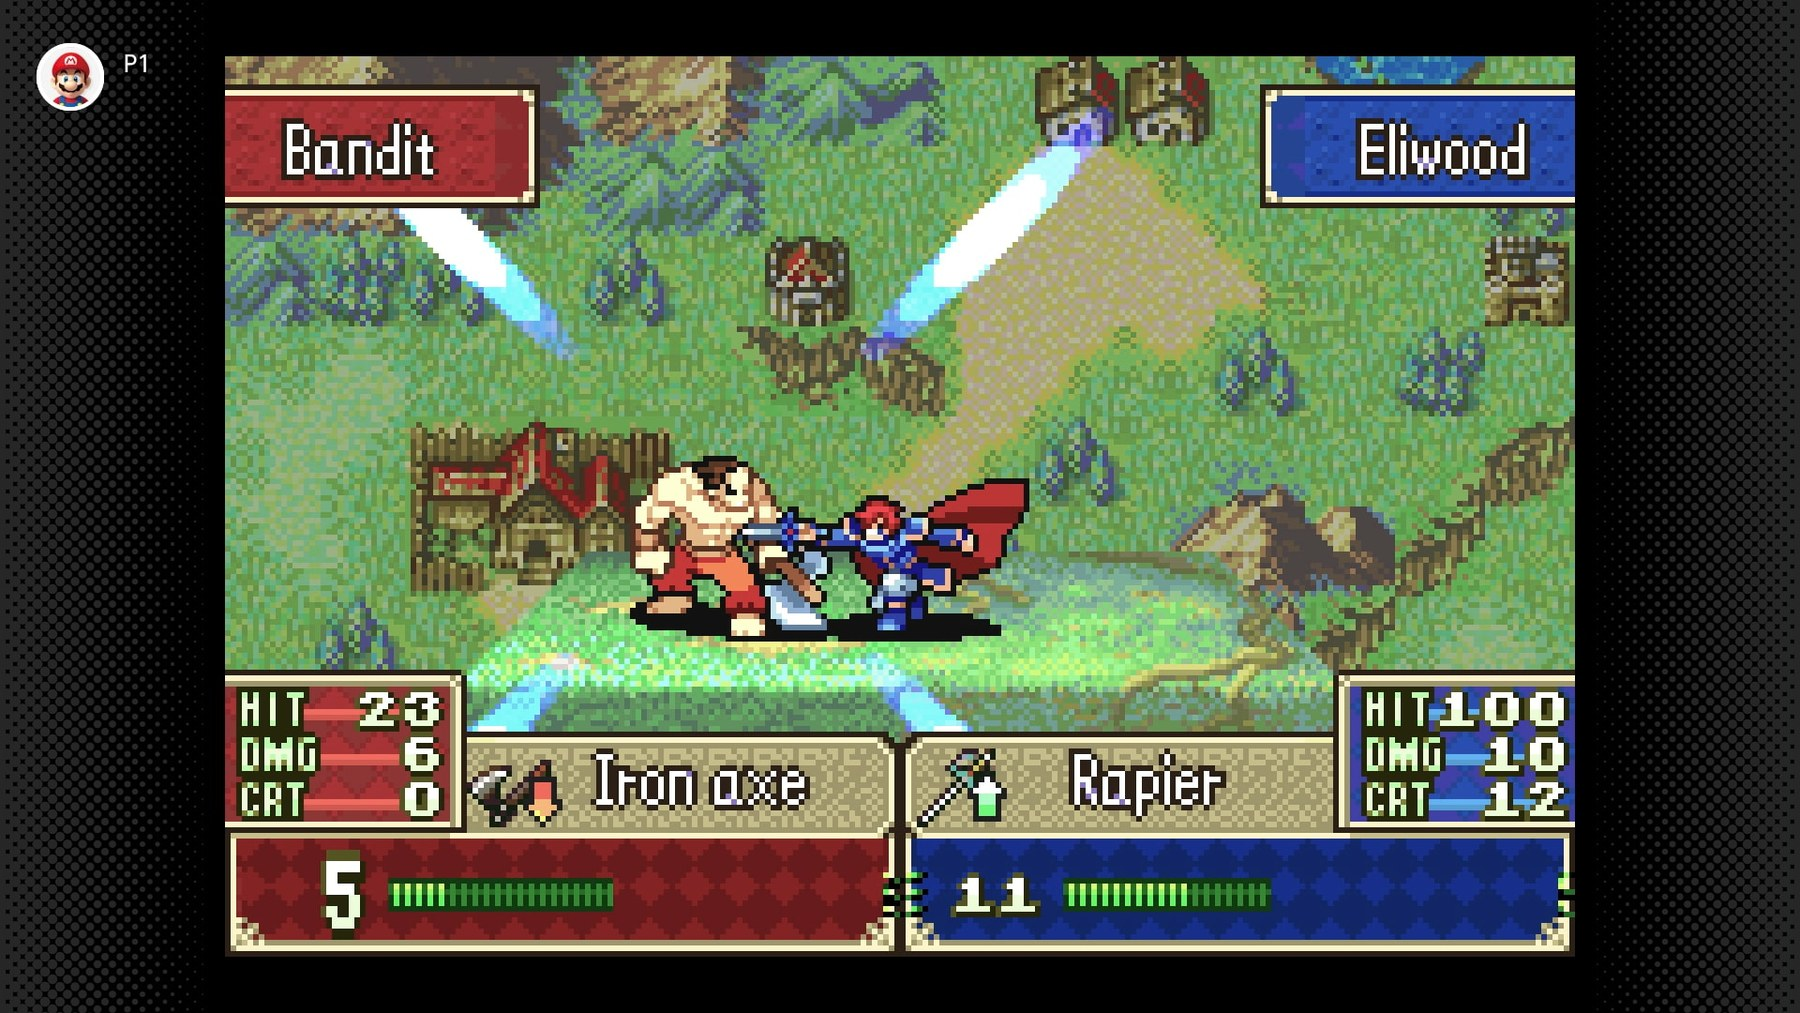 P1
Bandit
Eliwood
HIT 23
DMG 6
CRT 0
Iron axe
Rapier
HIT 100
DMG 10
CRT 12
5
11